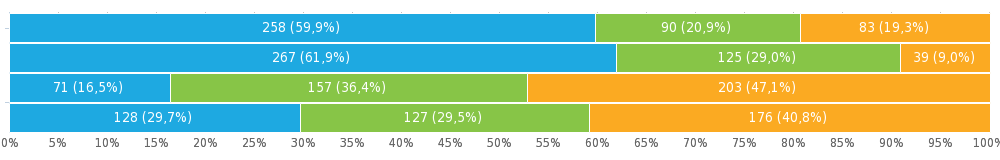 258 (59,9%) 90 (20,9%) 83 (19,3%)
267 (61,9%) 125 (29,0%) 39 (9,0%)
71 (16,5%) 157 (36,4%) 203 (47,1%)
128 (29,7%) 127 (29,5%) 176 (40,8%)
0% 5% 10% 15% 20% 25% 30% 35% 40% 45% 50% 55% 60% 65% 70% 75% 80% 85% 90% 95% 100%